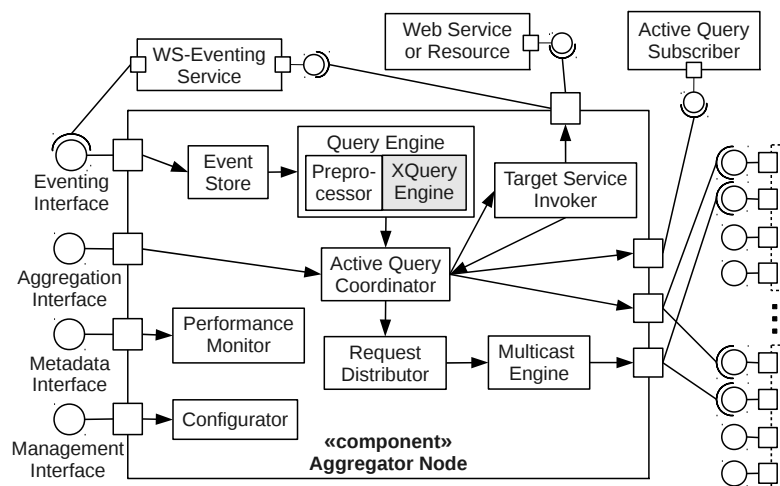 WS-Eventing
Service
Web Service
or Resource
Active Query
Subscriber
Eventing
Interface
Event
Store
Query Engine
Prepro-
cessor
XQuery
Engine
Target Service
Invoker
Aggregation
Interface
Active Query
Coordinator
Metadata
Interface
Performance
Monitor
Request
Distributor
Multicast
Engine
Management
Interface
Configurator
«component»
Aggregator Node